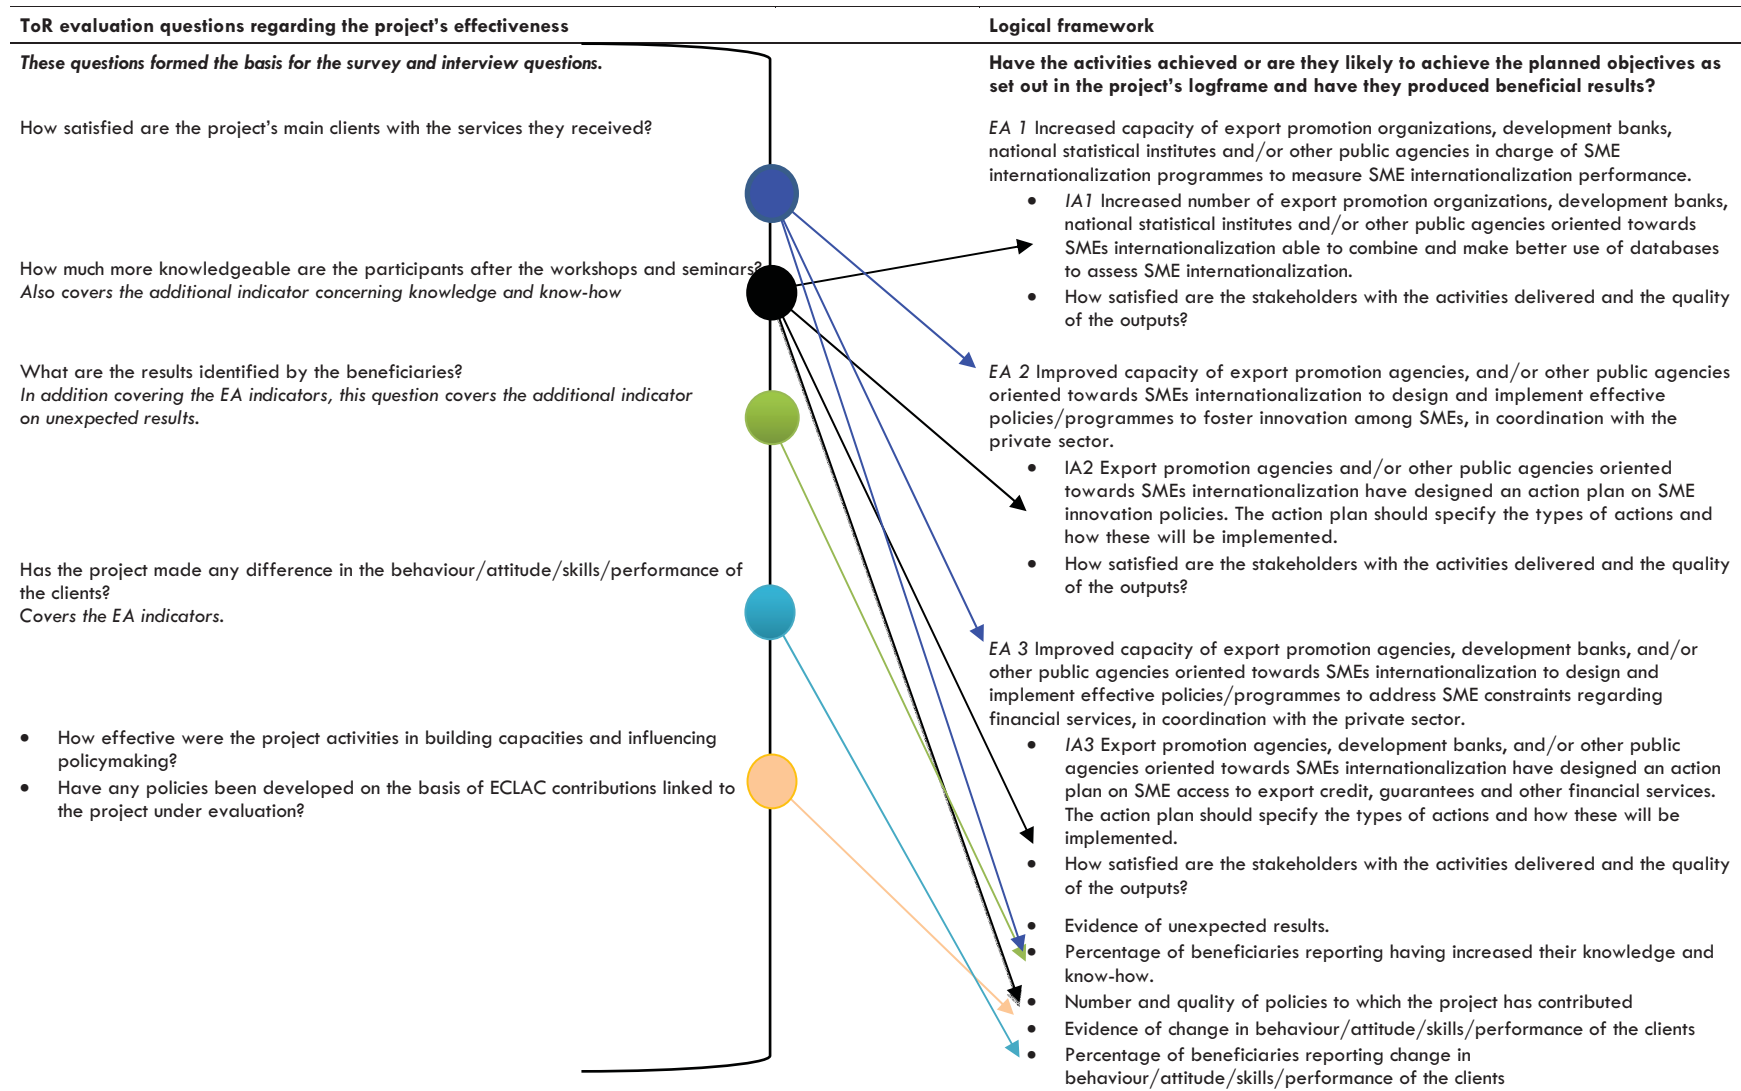 ToR evaluation questions regarding the project's effectiveness
These questions formed the basis for the survey and interview questions.
How satisfied are the project's main clients with the services they received?
How much more knowledgeable are the participants after the workshops and seminars?
Also covers the additional indicator concerning knowledge and know-how
What are the results identified by the beneficiaries?
In addition covering the EA indicators, this question covers the additional indicator
on unexpected results.
Has the project made any difference in the behaviour/attitude/skills/performance of
the clients?
Covers the EA indicators.
• How effective were the project activities in building capacities and influencing
policymaking?
• Have any policies been developed on the basis of ECLAC contributions linked to
the project under evaluation?
Logical framework
Have the activities achieved or are they likely to achieve the planned objectives as
set out in the project's logframe and have they produced beneficial results?
EA 1 Increased capacity of export promotion organizations, development banks,
national statistical institutes and/or other public agencies in charge of SME
internationalization programmes to measure SME internationalization performance.
• IA1 Increased number of export promotion organizations, development banks,
national statistical institutes and/or other public agencies oriented towards
SMEs internationalization able to combine and make better use of databases
to assess SME internationalization.
• How satisfied are the stakeholders with the activities delivered and the quality
of the outputs?
EA 2 Improved capacity of export promotion agencies, and/or other public agencies
oriented towards SMEs internationalization to design and implement effective
policies/programmes to foster innovation among SMEs, in coordination with the
private sector.
• IA2 Export promotion agencies and/or other public agencies oriented
towards SMEs internationalization have designed an action plan on SME
innovation policies. The action plan should specify the types of actions and
how these will be implemented.
• How satisfied are the stakeholders with the activities delivered and the quality
of the outputs?
EA 3 Improved capacity of export promotion agencies, development banks, and/or
other public agencies oriented towards SMEs internationalization to design and
implement effective policies/programmes to address SME constraints regarding
financial services, in coordination with the private sector.
• IA3 Export promotion agencies, development banks, and/or other public
agencies oriented towards SMEs internationalization have designed an action
plan on SME access to export credit, guarantees and other financial services.
The action plan should specify the types of actions and how these will be
implemented.
• How satisfied are the stakeholders with the activities delivered and the quality
of the outputs?
• Evidence of unexpected results.
• Percentage of beneficiaries reporting having increased their knowledge and
know-how.
• Number and quality of policies to which the project has contributed
• Evidence of change in behaviour/attitude/skills/performance of the clients
• Percentage of beneficiaries reporting change in
behaviour/attitude/skills/performance of the clients